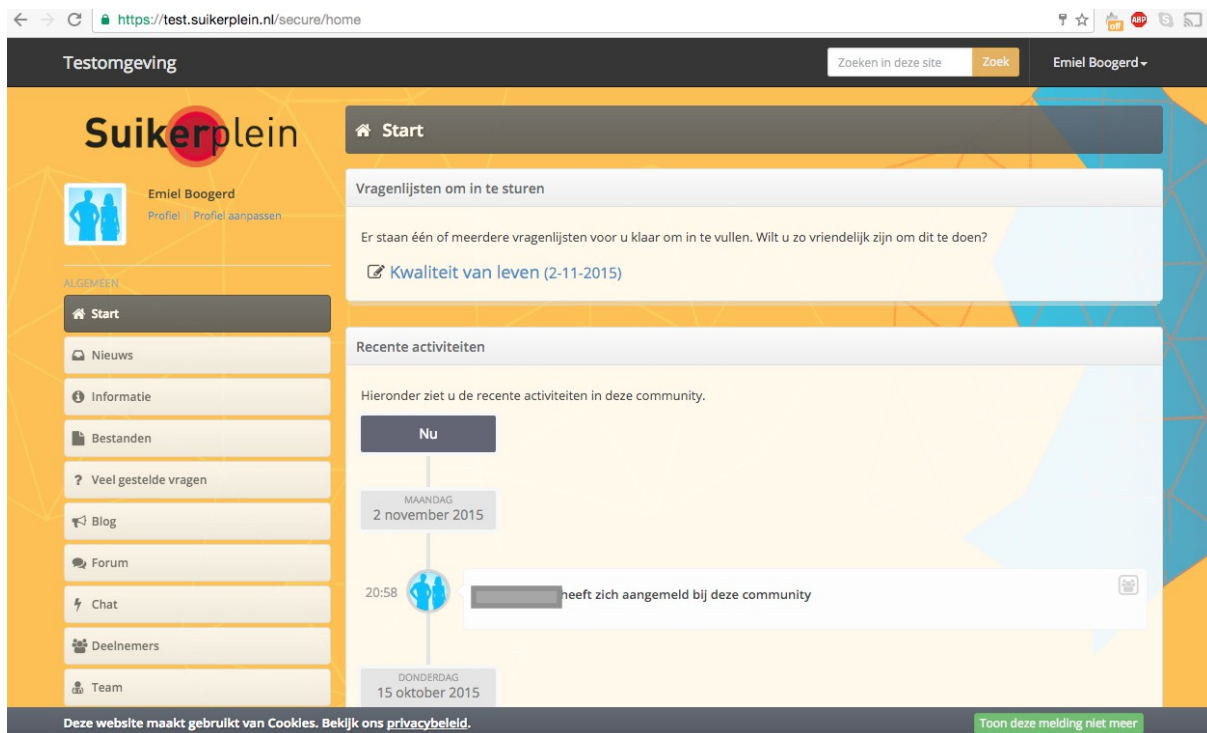 https://test.suikerplein.nl/secure/home
off
ABP
Testomgeving
Zoeken in deze site
Zoek
Emiel Boogerd
Suikerplein
Emiel Boogerd
Profiel | Profiel aanpassen
ALGEMEEN
Start
Nieuws
Informatie
Bestanden
? Veel gestelde vragen
Blog
Forum
Chat
Deelnemers
Team
Start
Vragenlijsten om in te sturen
Er staan één of meerdere vragenlijsten voor u klaar om in te vullen. Wilt u zo vriendelijk zijn om dit te doen?
Kwaliteit van leven (2-11-2015)
Recente activiteiten
Hieronder ziet u de recente activiteiten in deze community.
Nu
MAANDAG
2 november 2015
20:58
heeft zich aangemeld bij deze community
DONDERDAG
15 oktober 2015
Deze website maakt gebruikt van Cookies. Bekijk ons privacybeleid.
Toon deze melding niet meer